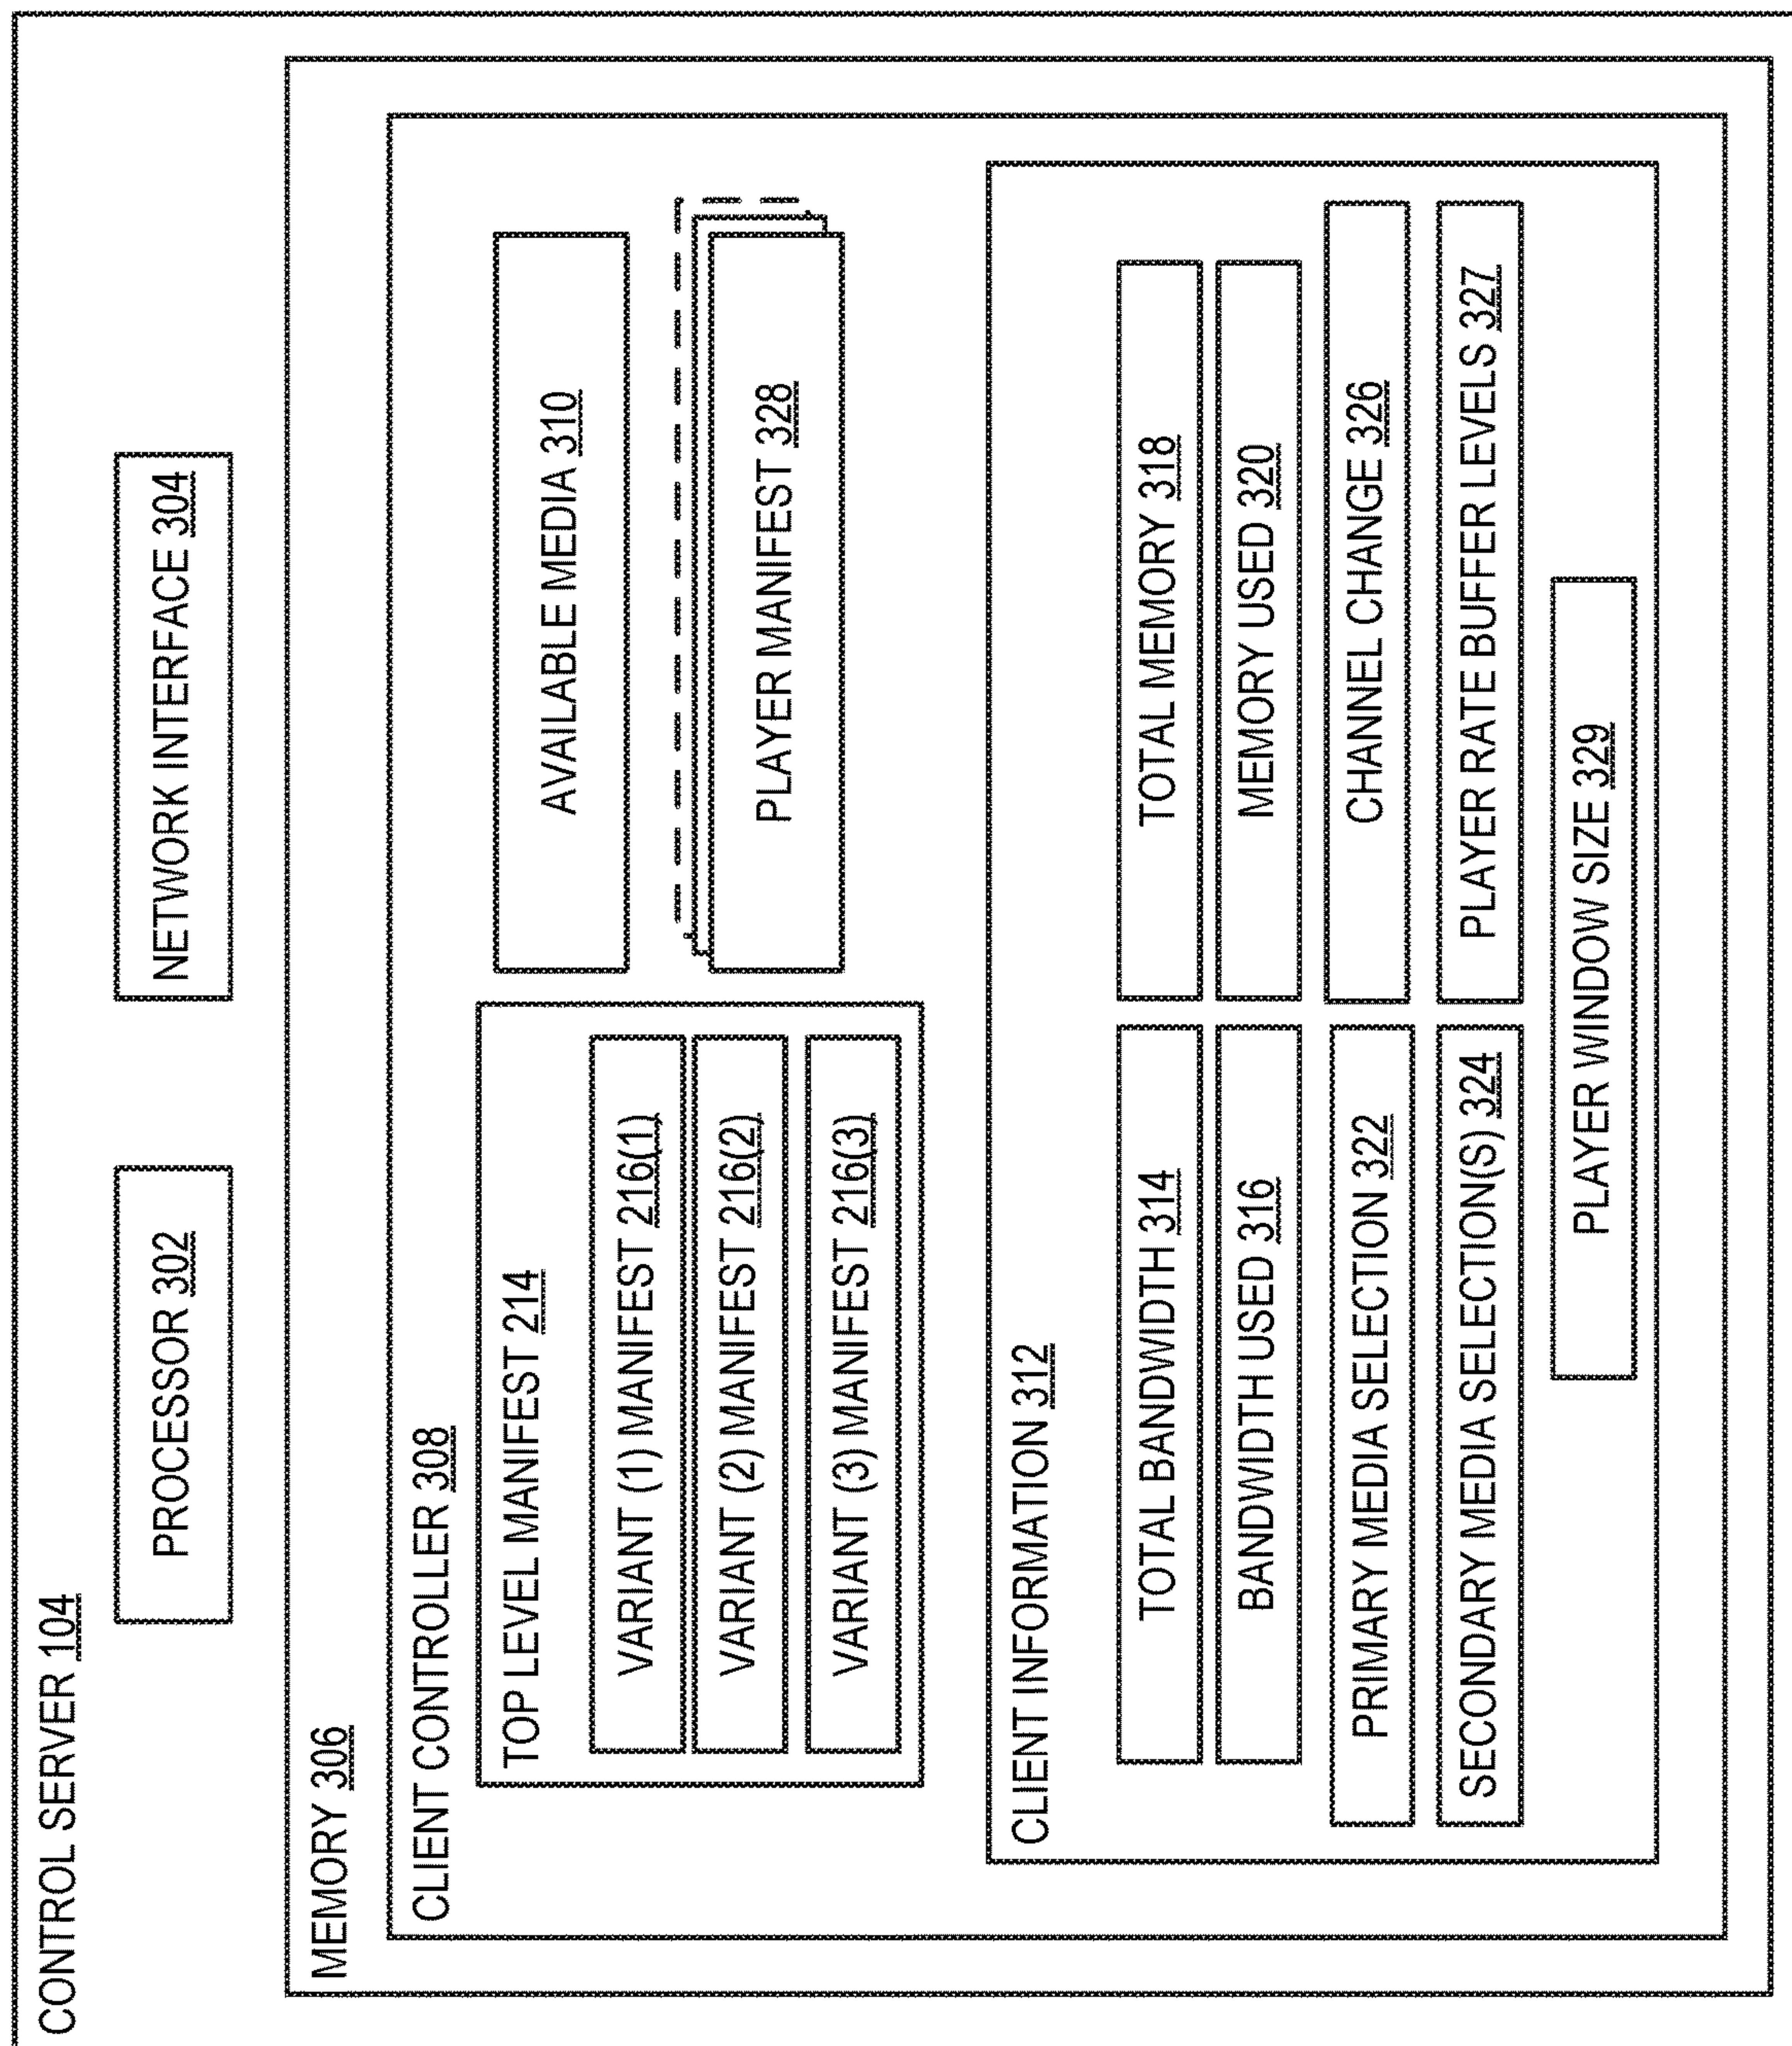 CONTROL SERVER 104
PROCESSOR 302
NETWORK INTERFACE 304
MEMORY 306
CLIENT CONTROLLER 308
TOP LEVEL MANIFEST 214
VARIANT (1) MANIFEST 216(1)
VARIANT (2) MANIFEST 216(2)
VARIANT (3) MANIFEST 216(3)
AVAILABLE MEDIA 310
PLAYER MANIFEST 328
CLIENT INFORMATION 312
TOTAL BANDWIDTH 314
TOTAL MEMORY 318
BANDWIDTH USED 316
MEMORY USED 320
PRIMARY MEDIA SELECTION 322
CHANNEL CHANGE 326
SECONDARY MEDIA SELECTION(S) 324
PLAYER RATE BUFFER LEVELS 327
PLAYER WINDOW SIZE 329